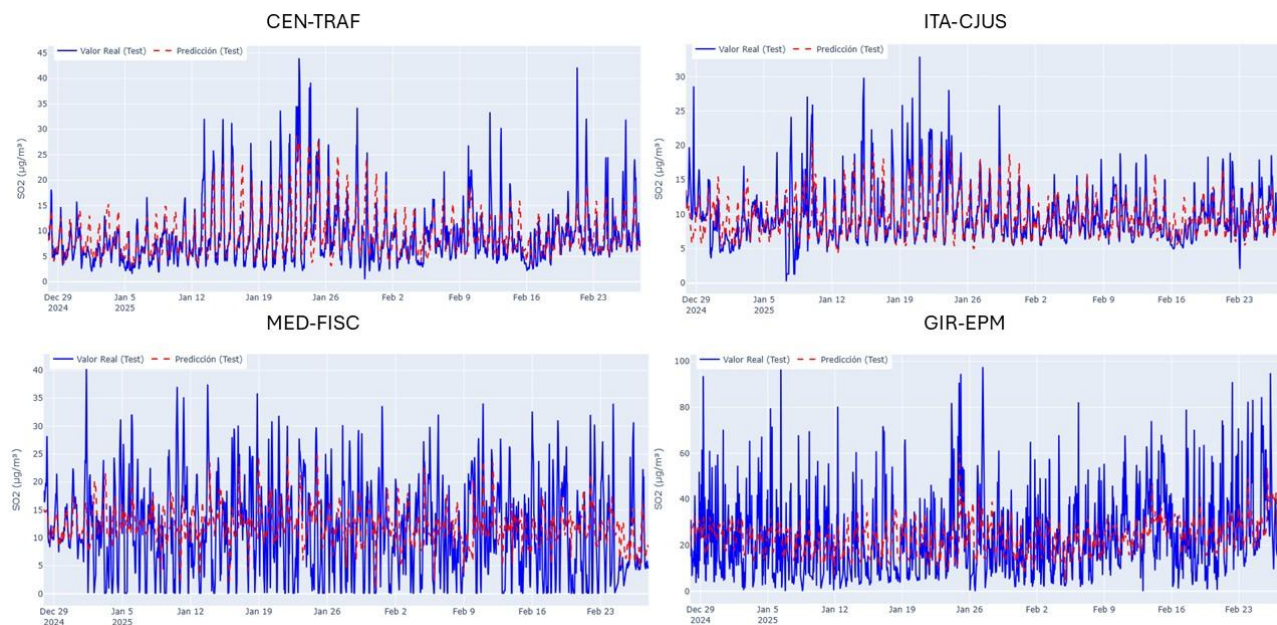 CEN-TRAF
Valor Real (Test) Predicción (Test)
SO2 (µg/m³)
45
40
35
30
25
20
15
10
5
0
Dec 29 Jan 5 Jan 12 Jan 19 Jan 26 Feb 2 Feb 9 Feb 16 Feb 23
2024 2025
ITA-CJUS
Valor Real (Test) Predicción (Test)
SO2 (µg/m³)
30
25
20
15
10
5
0
Dec 29 Jan 5 Jan 12 Jan 19 Jan 26 Feb 2 Feb 9 Feb 16 Feb 23
2024 2025
MED-FISC
Valor Real (Test) Predicción (Test)
SO2 (µg/m³)
40
35
30
25
20
15
10
5
0
Dec 29 Jan 5 Jan 12 Jan 19 Jan 26 Feb 2 Feb 9 Feb 16 Feb 23
2024 2025
GIR-EPM
Valor Real (Test) Predicción (Test)
SO2 (µg/m³)
100
80
60
40
20
0
Dec 29 Jan 5 Jan 12 Jan 19 Jan 26 Feb 2 Feb 9 Feb 16 Feb 23
2024 2025